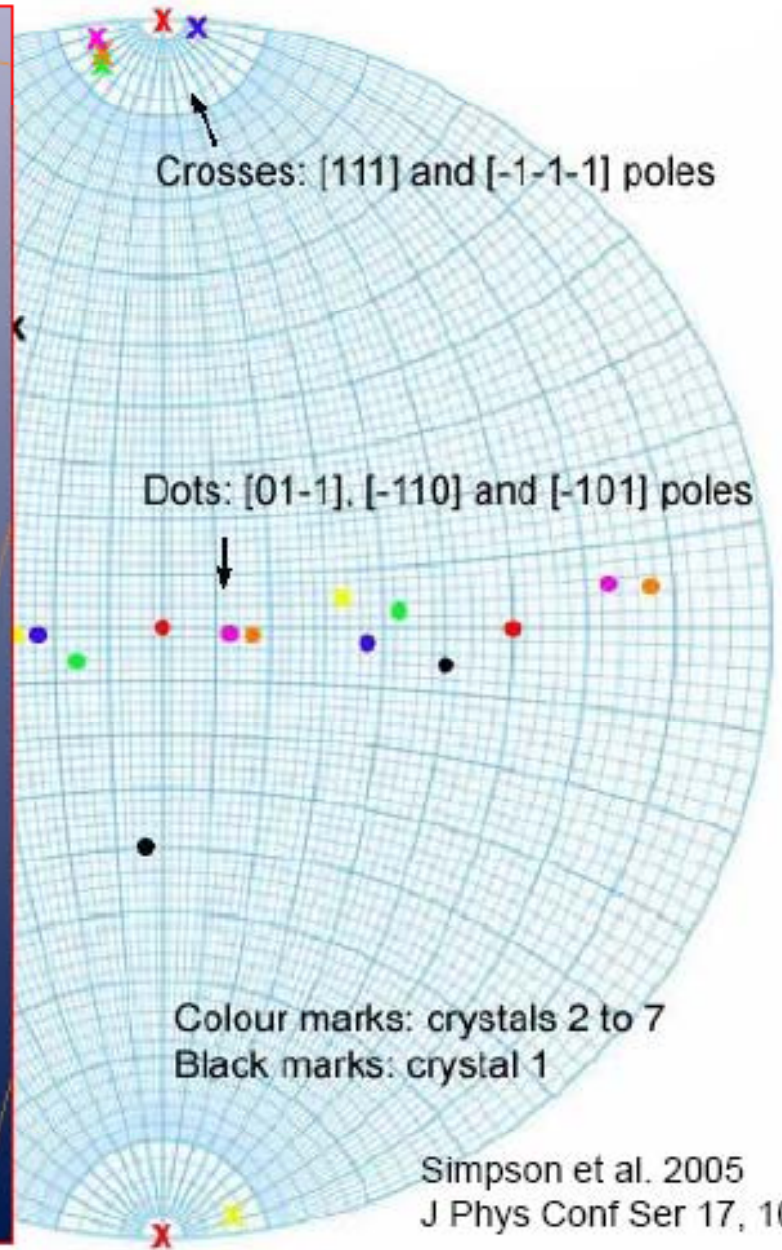 Crosses: [111] and [-1-1-1] poles
Dots: [01-1], [-110] and [-101] poles
Colour marks: crystals 2 to 7
Black marks: crystal 1
Simpson et al. 2005
J Phys Conf Ser 17,